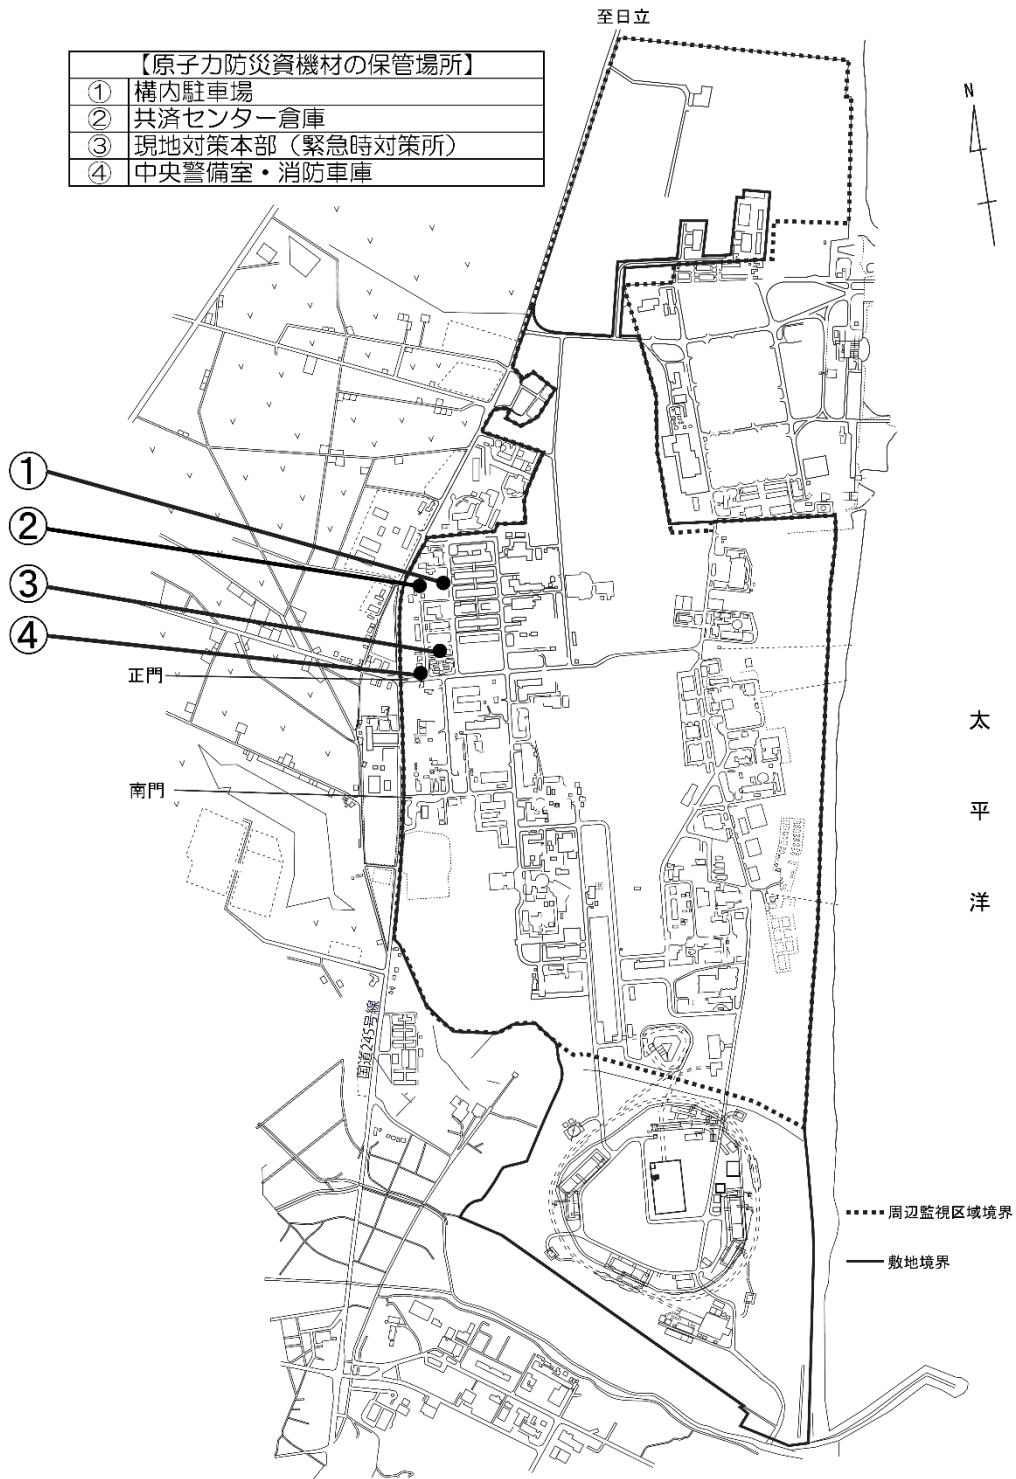 至日立
【原子力防災資機材の保管場所】
① 構内駐車場
② 共済センター倉庫
③ 現地対策本部(緊急時対策所)
④ 中央警備室・消防車庫
N
①
②
③
④
正門
南門
太平洋
国道245号線
周辺監視区域境界
敷地境界